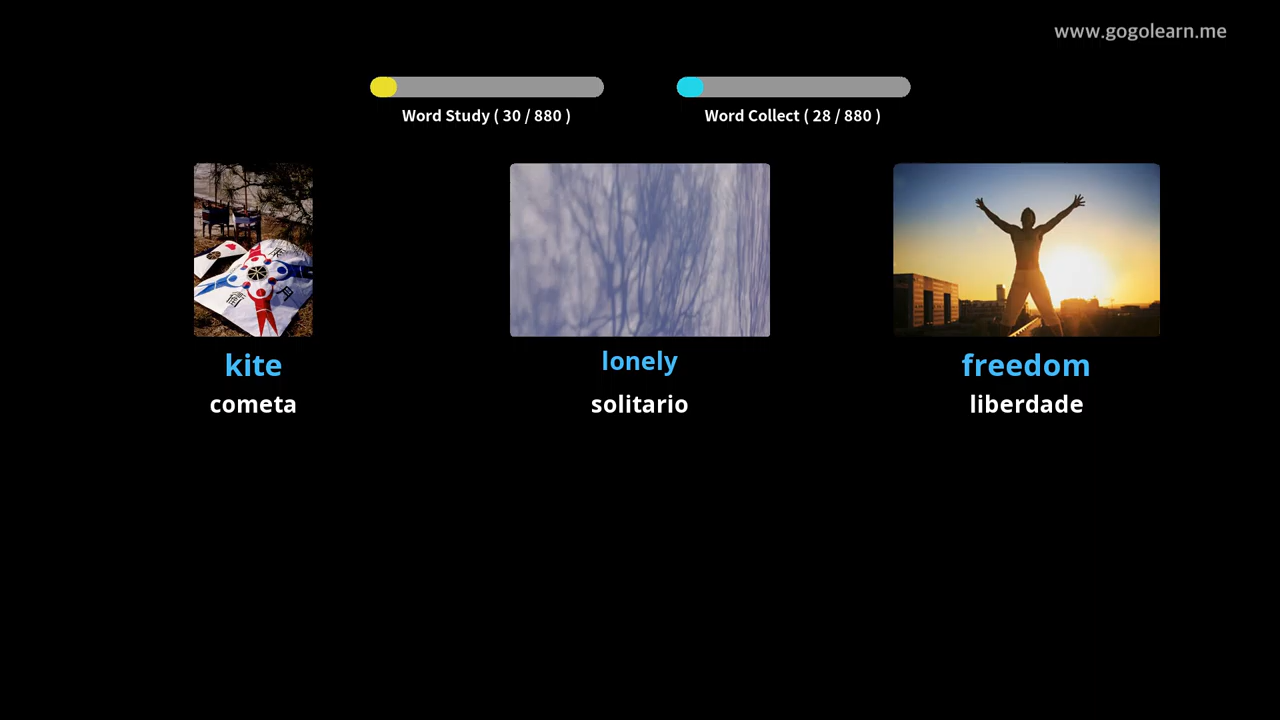 www.gogolearn.me
Word Study ( 30 / 880 )
Word Collect ( 28 / 880 )
kite
lonely
freedom
cometa
solitario
liberdade